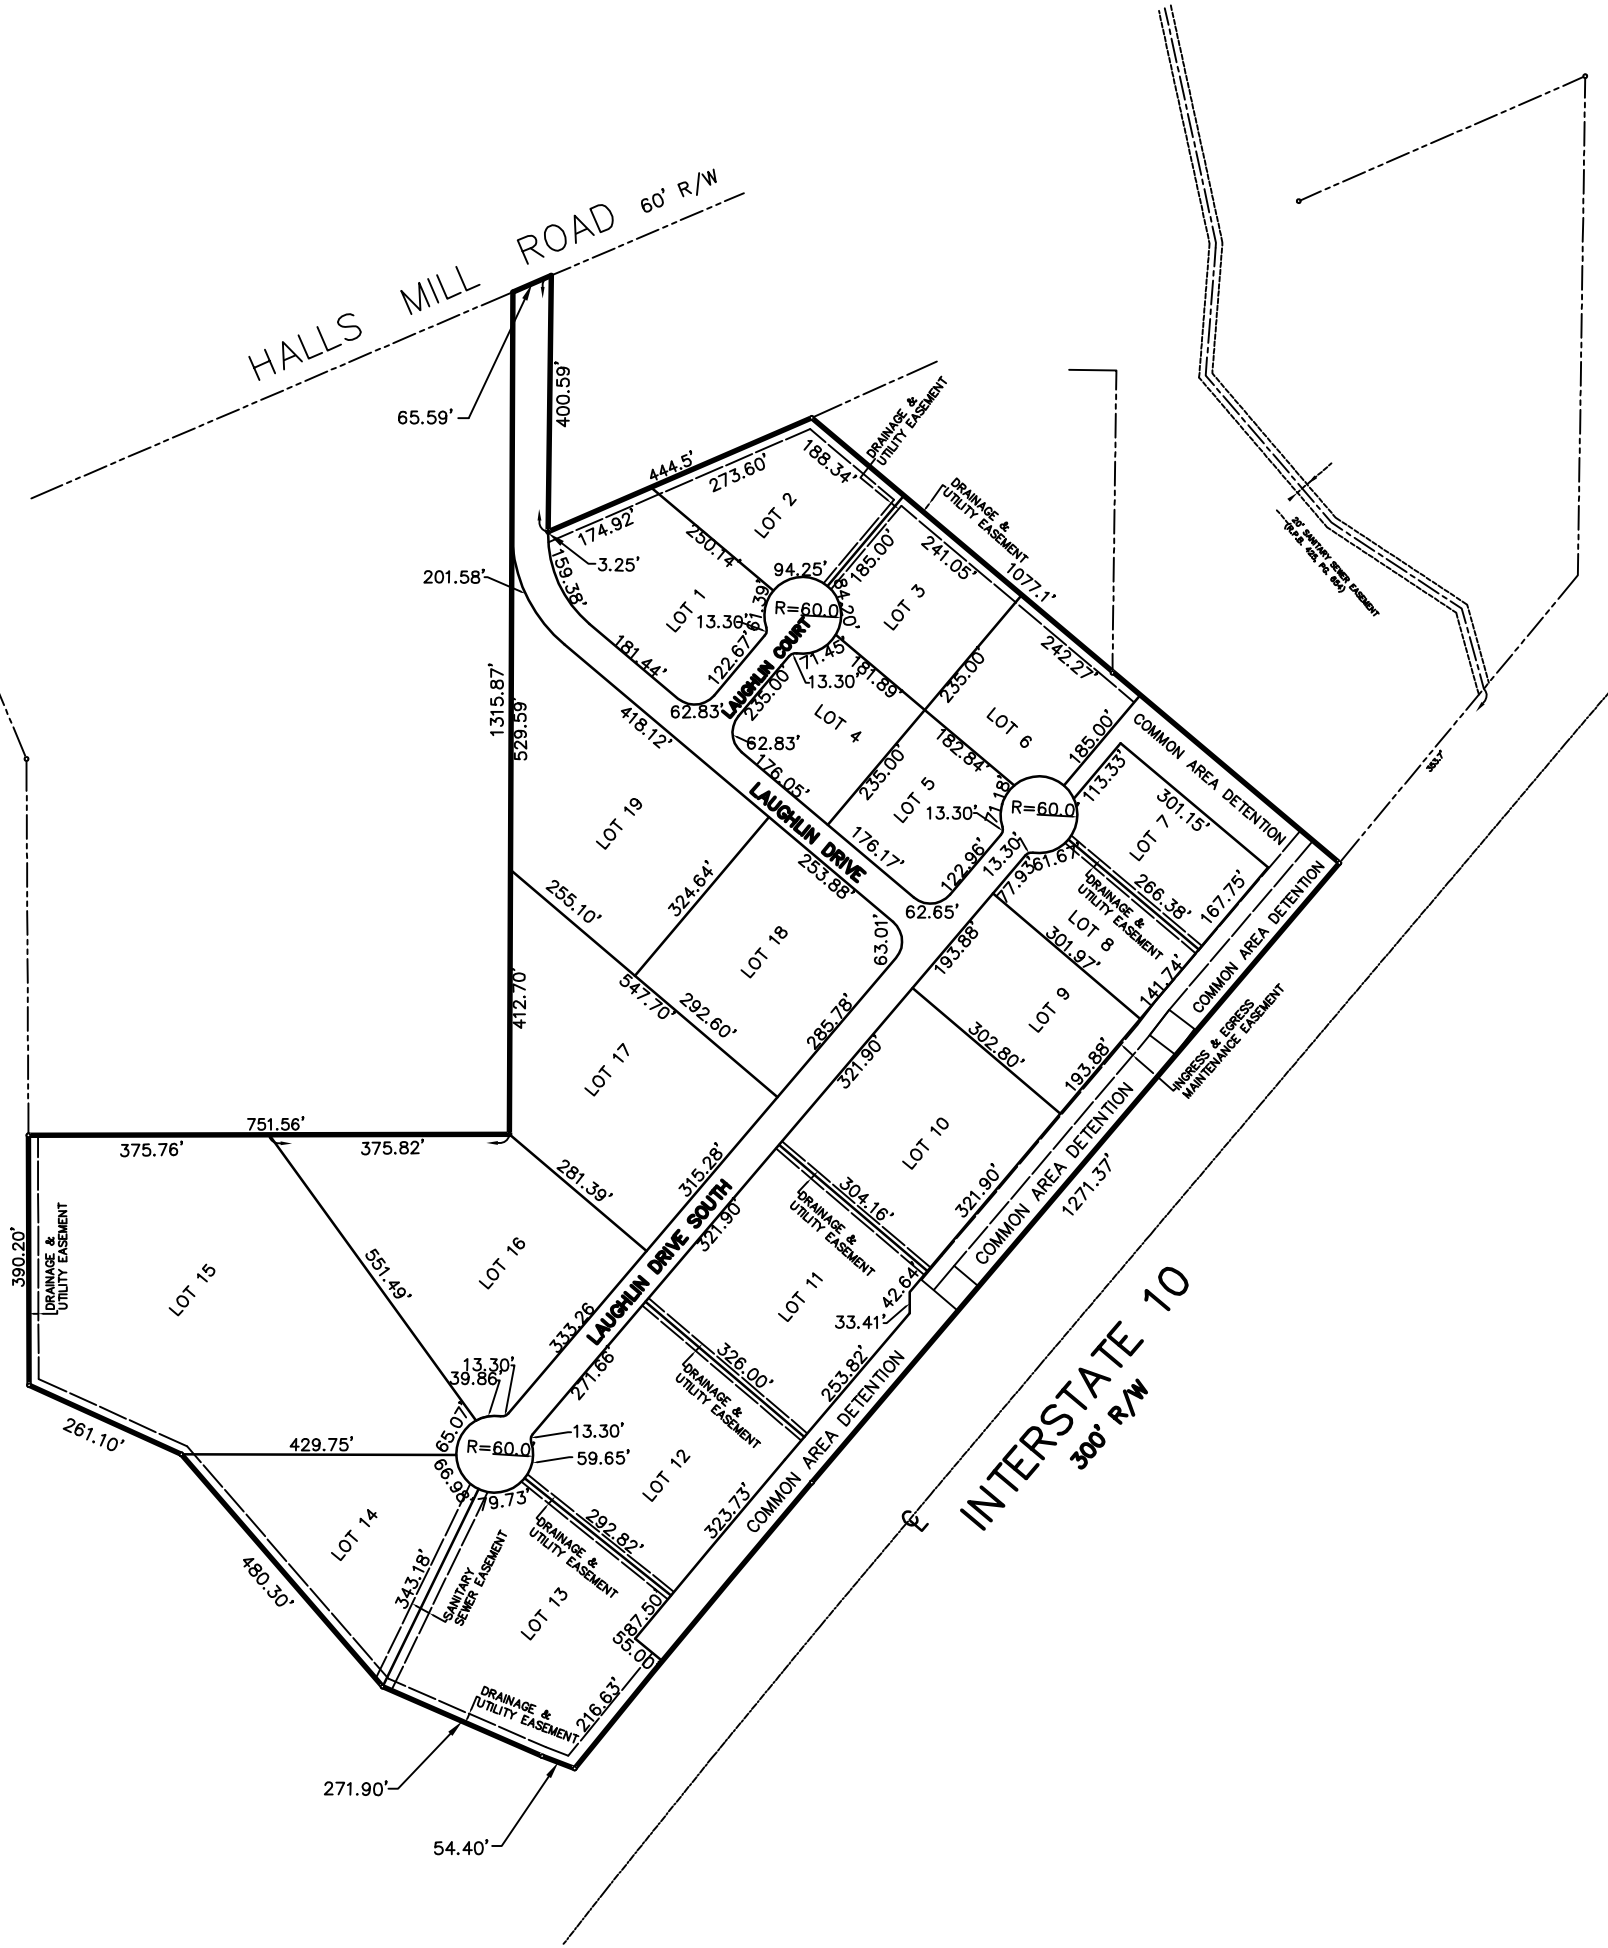 HALLS MILL ROAD 60' R/W
65.59'
400.59'
444.5'
273.60'
188.34'
DRAINAGE &
UTILITY EASEMENT
DRAINAGE &
UTILITY EASEMENT
174.92'
250.14'
LOT 2
185.00'
241.05'
1077.1'
3.25'
201.58'
159.38'
94.25'
84.20'
LOT 1
61.39'
13.30'
R=60.0'
LOT 3
181.44'
122.67'
LAUGHLIN COURT
71.45'
13.30'
181.89'
235.00'
235.00'
242.27'
62.83'
62.83'
LOT 4
LOT 6
1315.87'
529.59'
418.12'
176.05'
235.00'
182.84'
185.00'
COMMON AREA DETENTION
LAUGHLIN DRIVE
LOT 5
71.18'
13.30'
R=60.0'
113.33'
301.15'
LOT 7
LOT 19
176.17'
122.96'
13.30'
61.67'
77.93'
253.88'
62.65'
DRAINAGE &
UTILITY EASEMENT
266.38'
167.75'
255.10'
324.64'
LOT 18
63.01'
193.88'
LOT 8
301.97'
COMMON AREA DETENTION
412.70'
547.70'
292.60'
285.78'
LOT 9
141.74'
302.80'
193.88'
INGRESS & EGRESS
MAINTENANCE EASEMENT
LOT 17
321.90'
LOT 10
COMMON AREA DETENTION
751.56'
375.76'
375.82'
281.39'
315.28'
304.16'
321.90'
1271.37'
390.20'
DRAINAGE &
UTILITY EASEMENT
LOT 15
551.49'
LOT 16
LAUGHLIN DRIVE SOUTH
321.90'
DRAINAGE &
UTILITY EASEMENT
LOT 11
42.64'
33.41'
333.26
271.66'
13.30'
39.86'
DRAINAGE &
UTILITY EASEMENT
326.00'
253.82'
COMMON AREA DETENTION
261.10'
429.75'
65.07'
R=60.0'
13.30'
59.65'
66.98'
79.73'
LOT 12
323.73'
LOT 14
480.30'
343.18'
SANITARY
SEWER EASEMENT
DRAINAGE &
UTILITY EASEMENT
292.82'
LOT 13
587.50'
55.00'
216.63'
DRAINAGE &
UTILITY EASEMENT
271.90'
54.40'
INTERSTATE 10
300' R/W
CL
20' SANITARY SEWER EASEMENT
353.7'